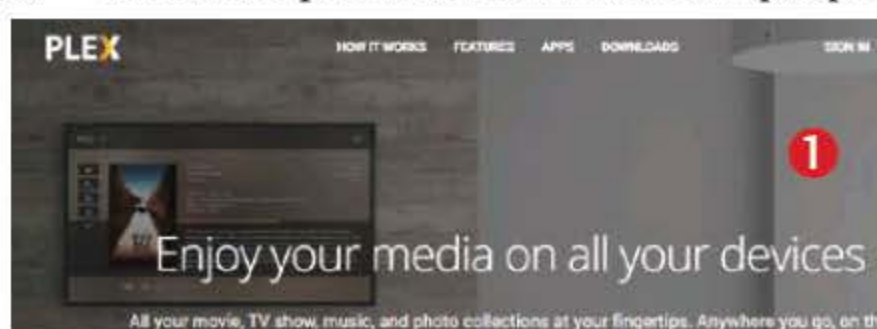 PLEX
HOW IT WORKS FEATURES APPS DOWNLOADS SIGN IN
1
Enjoy your media on all your devices
All your movie, TV show, music, and photo collections at your fingertips. Anywhere you go, on